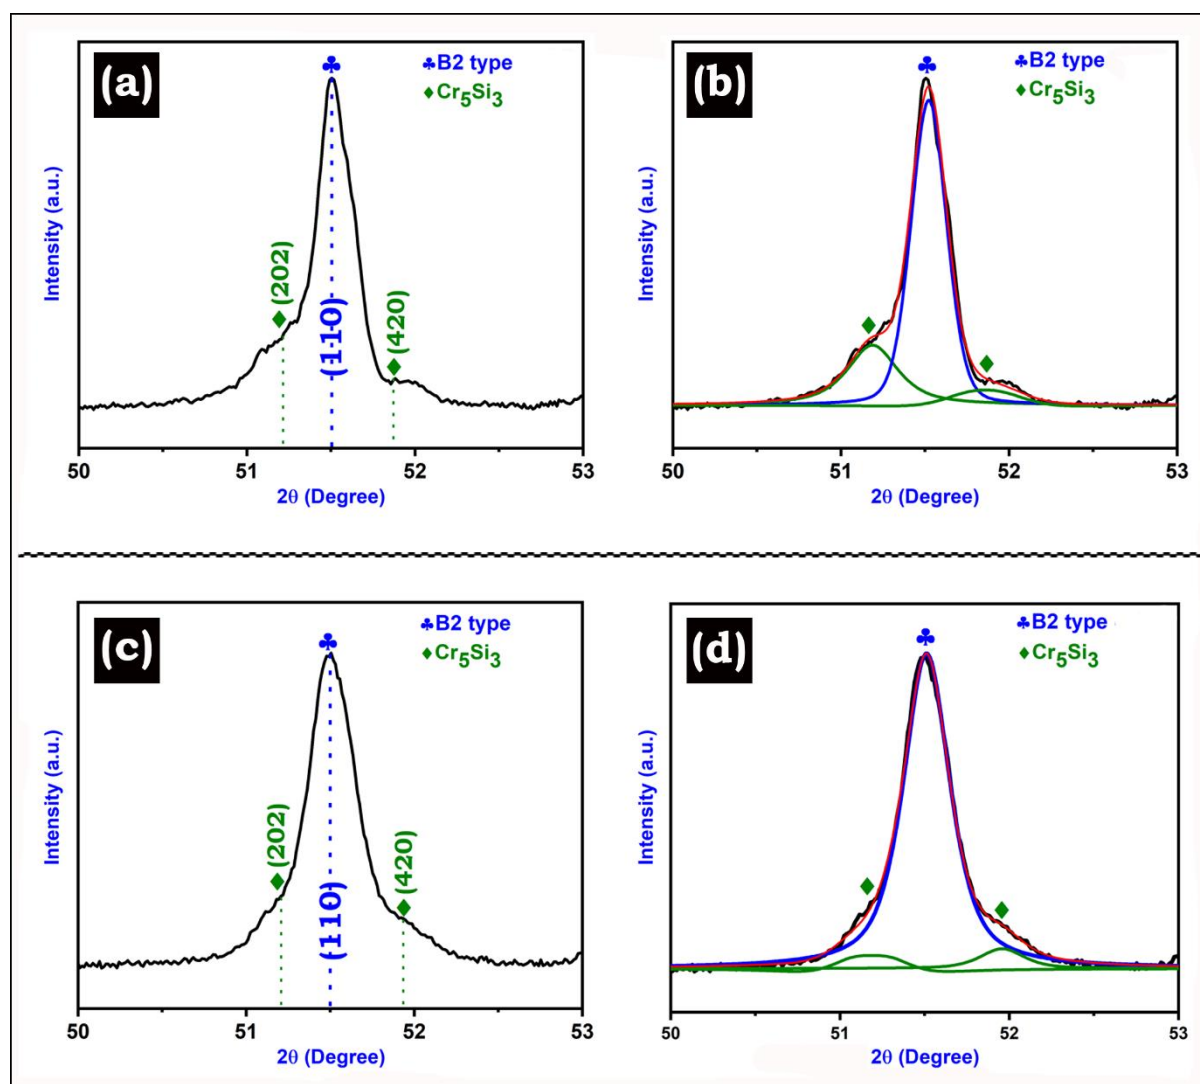 (a)
♣B2 type
♦Cr5Si3
(202)
(110)
(420)
Intensity (a.u.)
50 51 52 53
2θ (Degree)
(b)
♣B2 type
♦Cr5Si3
Intensity (a.u.)
50 51 52 53
2θ (Degree)
(c)
♣B2 type
♦Cr5Si3
(202)
(110)
(420)
Intensity (a.u.)
50 51 52 53
2θ (Degree)
(d)
♣B2 type
♦Cr5Si3
Intensity (a.u.)
50 51 52 53
2θ (Degree)